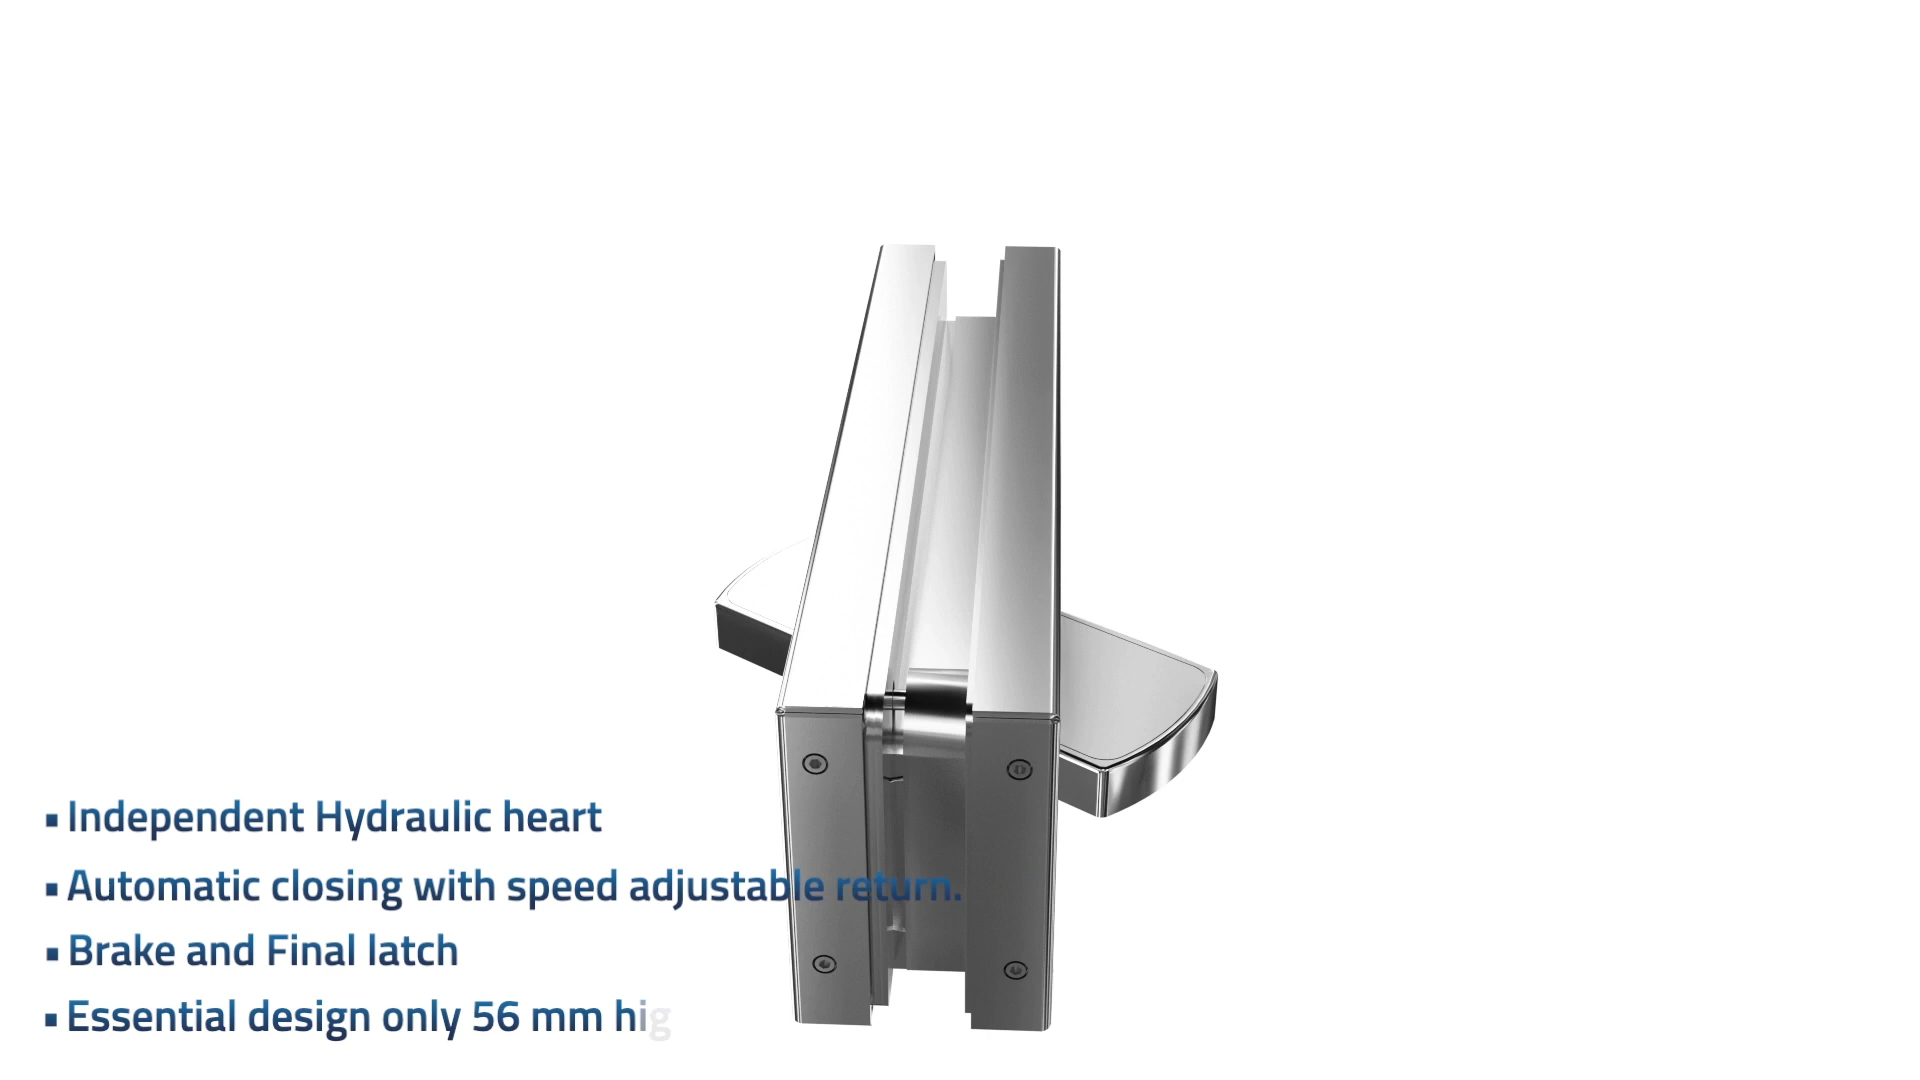 ▪ Independent Hydraulic heart
▪ Automatic closing with speed adjustable return.
▪ Brake and Final latch
▪ Essential design only 56 mm hig